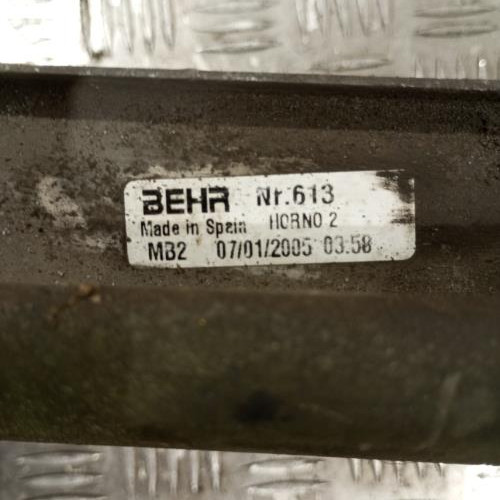 BEHR Nr.613
Made in Spain HORNO 2
MB2 07/01/2005 03.58